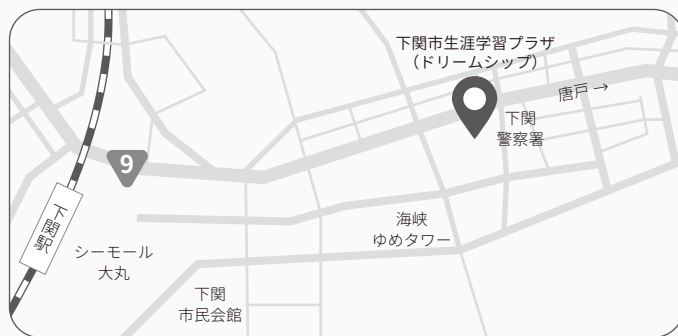 下関市生涯学習プラザ
（ドリームシップ）
唐戸 →
下関
警察署
9
下関駅
海峡
ゆめタワー
シーモール
大丸
下関
市民会館